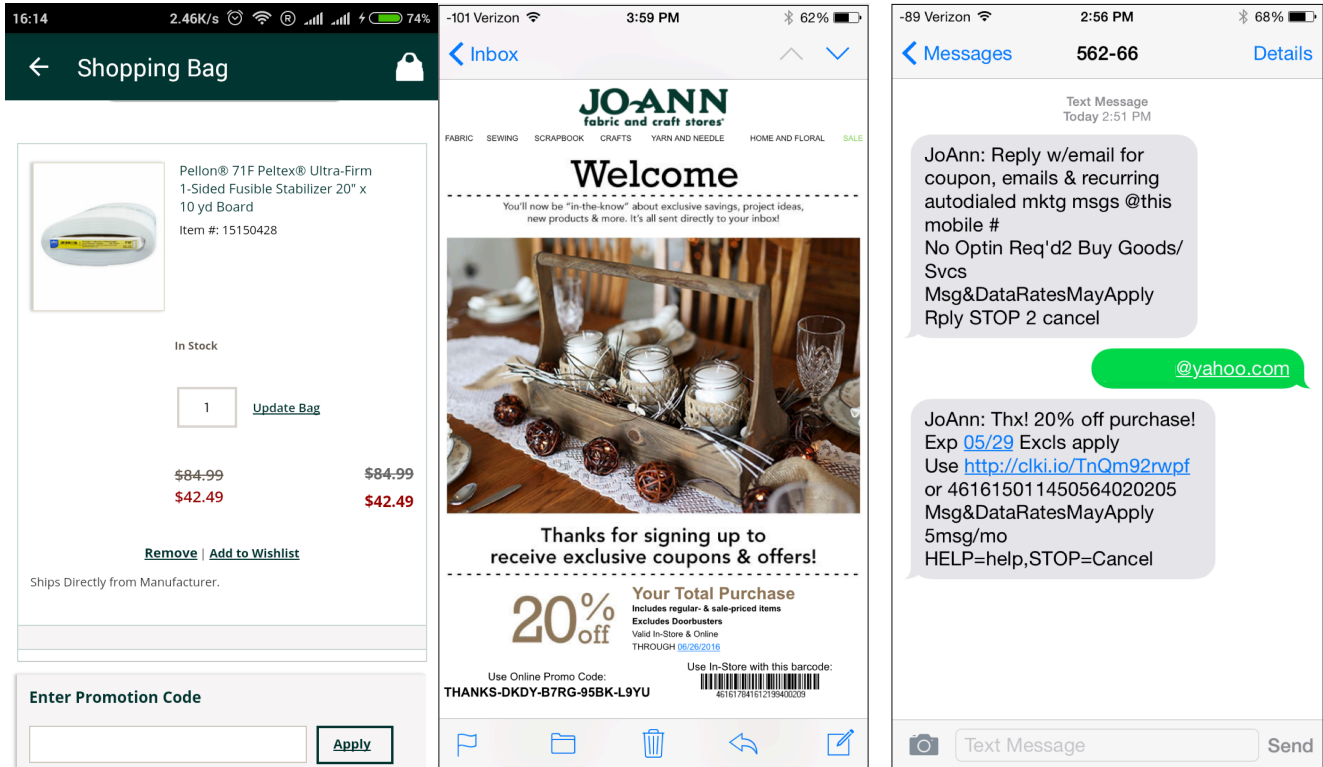 16:14
2.46K/s
74%
Shopping Bag
Pellon® 71F Peltex® Ultra-Firm
1-Sided Fusible Stabilizer 20" x
10 yd Board
Item #: 15150428
In Stock
1
Update Bag
$84.99 $84.99
$42.49 $42.49
Remove | Add to Wishlist
Ships Directly from Manufacturer.
Enter Promotion Code
Apply
-101 Verizon 3:59 PM 62%
Inbox
JO-ANN
fabric and craft stores®
FABRIC SEWING SCRAPBOOK CRAFTS YARN AND NEEDLE HOME AND FLORAL SALE
Welcome
You'll now be "in-the-know" about exclusive savings, project ideas,
new products & more. It's all sent directly to your inbox!
Thanks for signing up to
receive exclusive coupons & offers!
20% off
Your Total Purchase
Includes regular- & sale-priced items
Excludes Doorbusters
Valid In-Store & Online
THROUGH 06/26/2016
Use Online Promo Code:
THANKS-DKDY-B7RG-95BK-L9YU
Use In-Store with this barcode:
461617841612199400209
-89 Verizon 2:56 PM 68%
Messages 562-66 Details
Text Message
Today 2:51 PM
JoAnn: Reply w/email for
coupon, emails & recurring
autodialed mktg msgs @this
mobile #
No Optin Req'd2 Buy Goods/
Svcs
Msg&DataRatesMayApply
Rply STOP 2 cancel
@yahoo.com
JoAnn: Thx! 20% off purchase!
Exp 05/29 Excls apply
Use http://clki.io/TnQm92rwpf
or 461615011450564020205
Msg&DataRatesMayApply
5msg/mo
HELP=help,STOP=Cancel
Text Message
Send